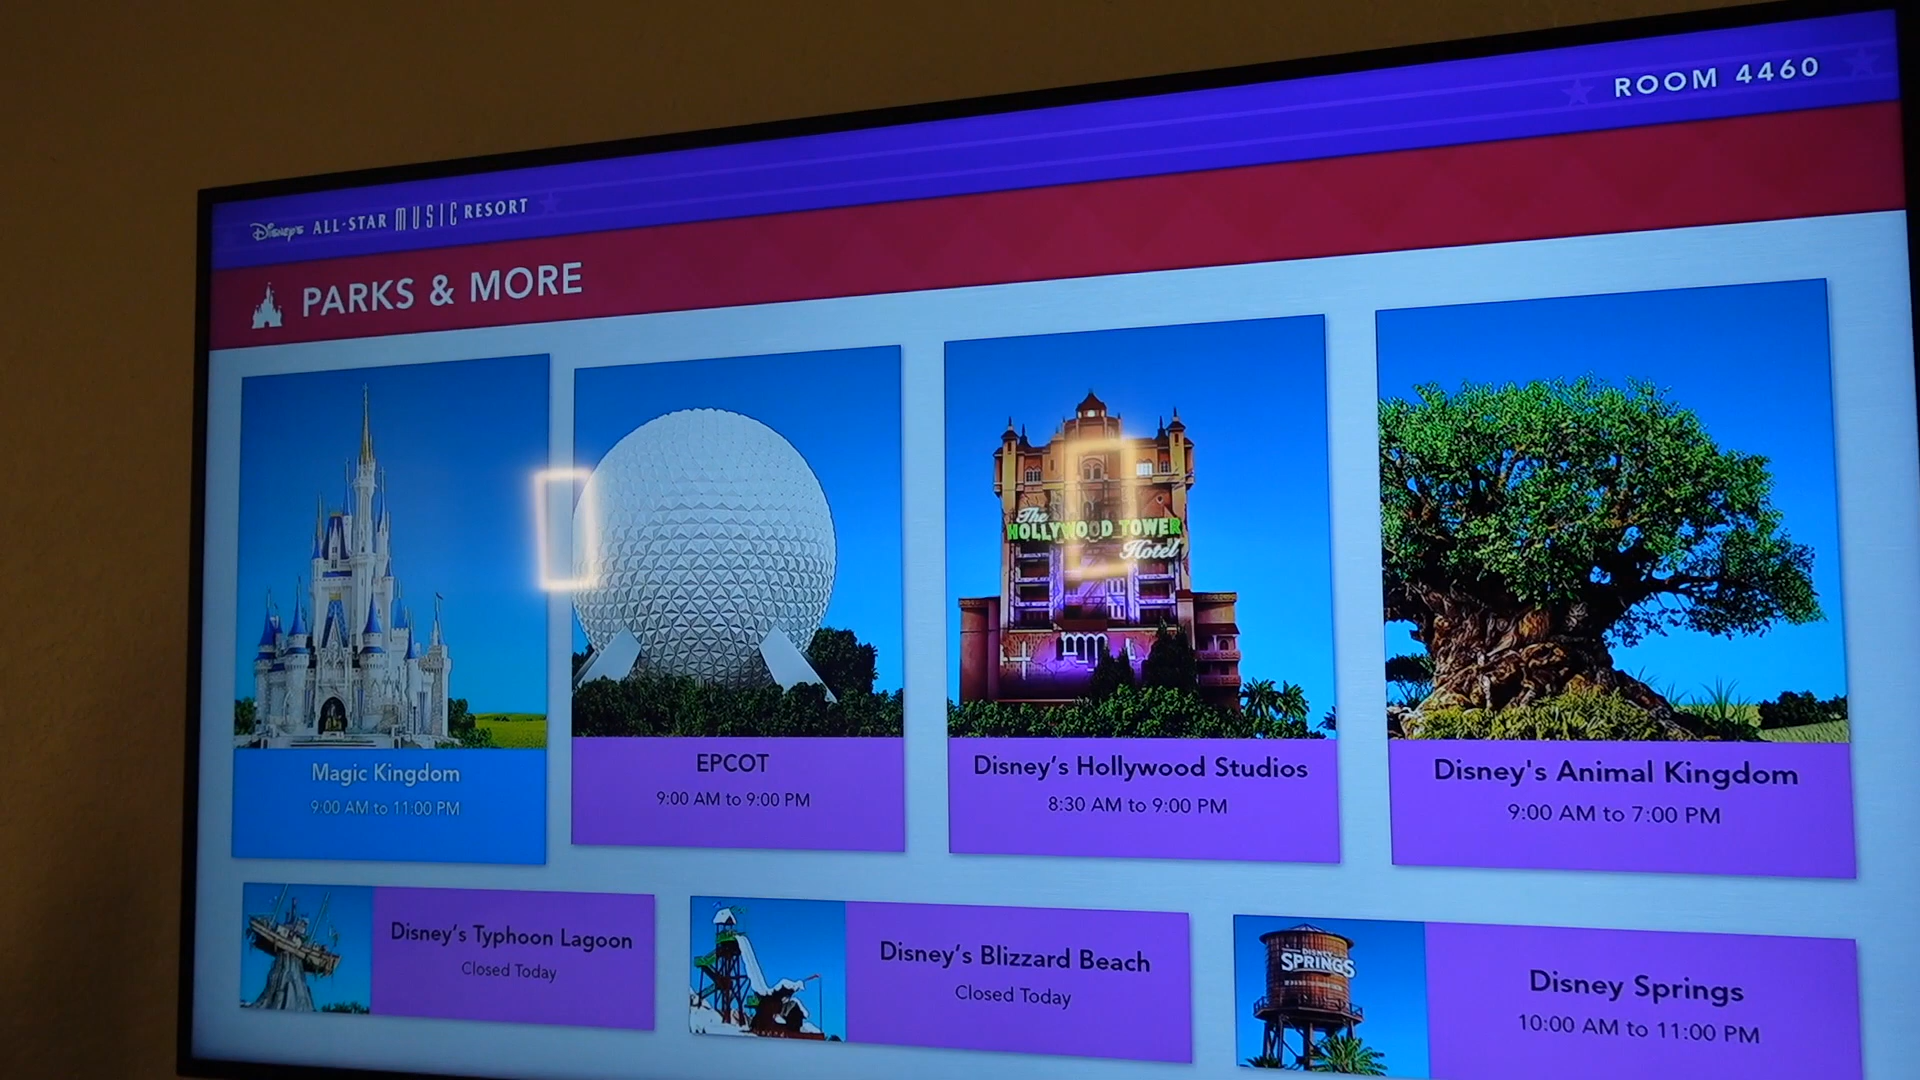 ROOM 4460
Disney's ALL-STAR MUSIC RESORT
PARKS & MORE
The
HOLLYWOOD TOWER
Hotel
Magic Kingdom
9:00 AM to 11:00 PM
EPCOT
9:00 AM to 9:00 PM
Disney's Hollywood Studios
8:30 AM to 9:00 PM
Disney's Animal Kingdom
9:00 AM to 7:00 PM
Disney's Typhoon Lagoon
Closed Today
Disney's Blizzard Beach
Closed Today
DISNEY
SPRINGS
Disney Springs
10:00 AM to 11:00 PM